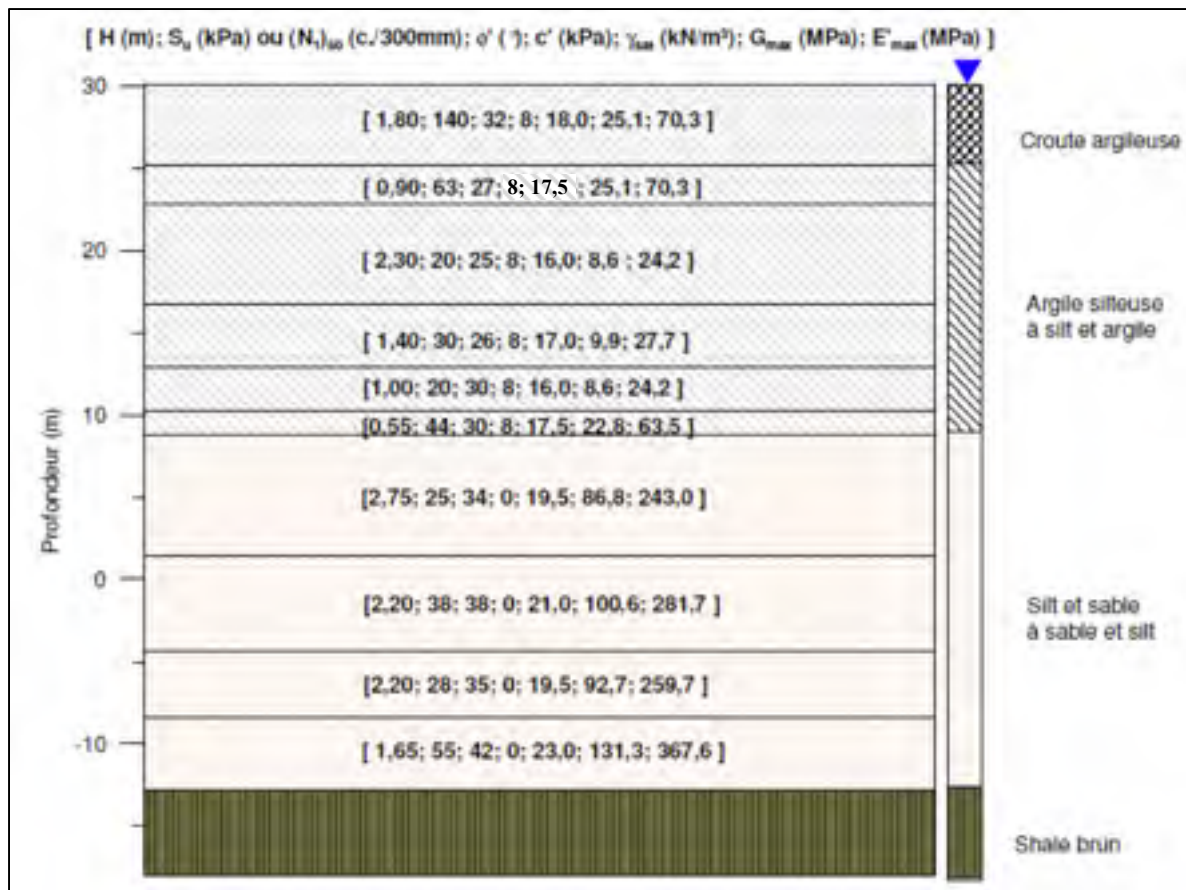 [ H (m); Sᵤ (kPa) ou (N₁)₆₀ (c./300mm); φ' (°); c' (kPa); γsat (kN/m³); Gmax (MPa); E'max (MPa) ]
30
[ 1,80; 140; 32; 8; 18,0; 25,1; 70,3 ]
Croute argileuse
[ 0,90; 63; 27; 8; 17,5 ; 25,1; 70,3 ]
20
[ 2,30; 20; 25; 8; 16,0; 8,6 ; 24,2 ]
Argile silteuse
à silt et argile
[ 1,40; 30; 26; 8; 17,0; 9,9; 27,7 ]
[1,00; 20; 30; 8; 16,0; 8,6; 24,2 ]
10
[0,55; 44; 30; 8; 17,5; 22,8; 63,5 ]
Profondeur (m)
[2,75; 25; 34; 0; 19,5; 86,8; 243,0 ]
0
[2,20; 38; 38; 0; 21,0; 100,6; 281,7 ]
Silt et sable
à sable et silt
[2,20; 28; 35; 0; 19,5; 92,7; 259,7 ]
-10
[ 1,65; 55; 42; 0; 23,0; 131,3; 367,6 ]
Shale brun